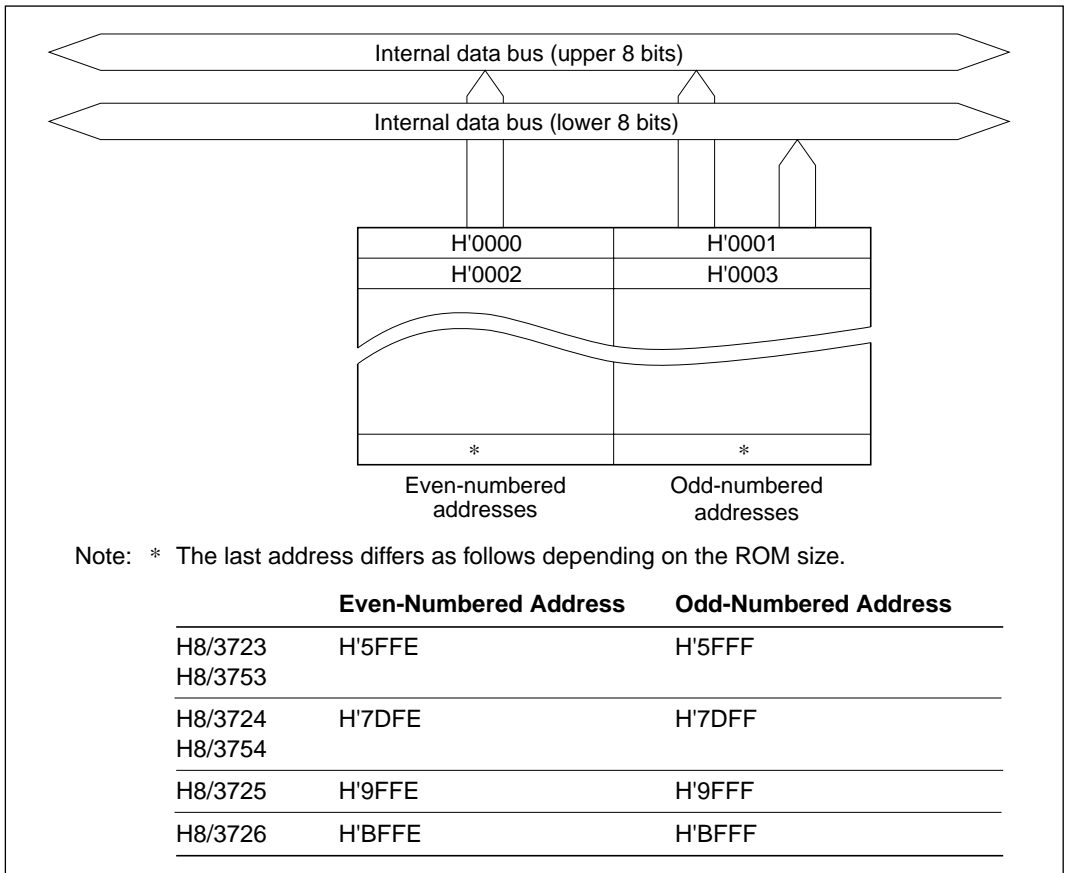 Internal data bus (upper 8 bits)
Internal data bus (lower 8 bits)
H'0000 H'0001
H'0002 H'0003
* *
Even-numbered addresses
Odd-numbered addresses
Note: * The last address differs as follows depending on the ROM size.
Even-Numbered Address Odd-Numbered Address
H8/3723 H'5FFE H'5FFF
H8/3753
H8/3724 H'7DFE H'7DFF
H8/3754
H8/3725 H'9FFE H'9FFF
H8/3726 H'BFFE H'BFFF